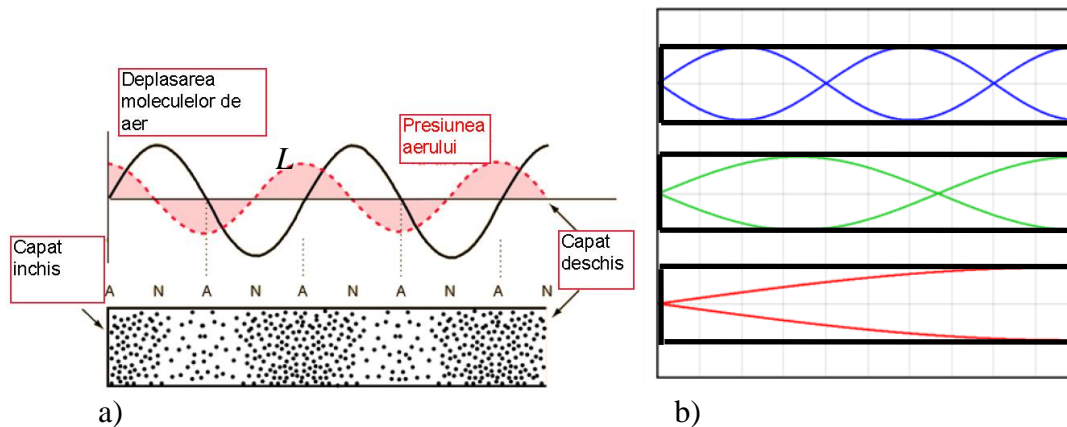 Deplasarea
moleculelor de
aer
L
Presiunea
aerului
Capat
inchis
Capat
deschis
A N A N A N A N A N
a)
b)